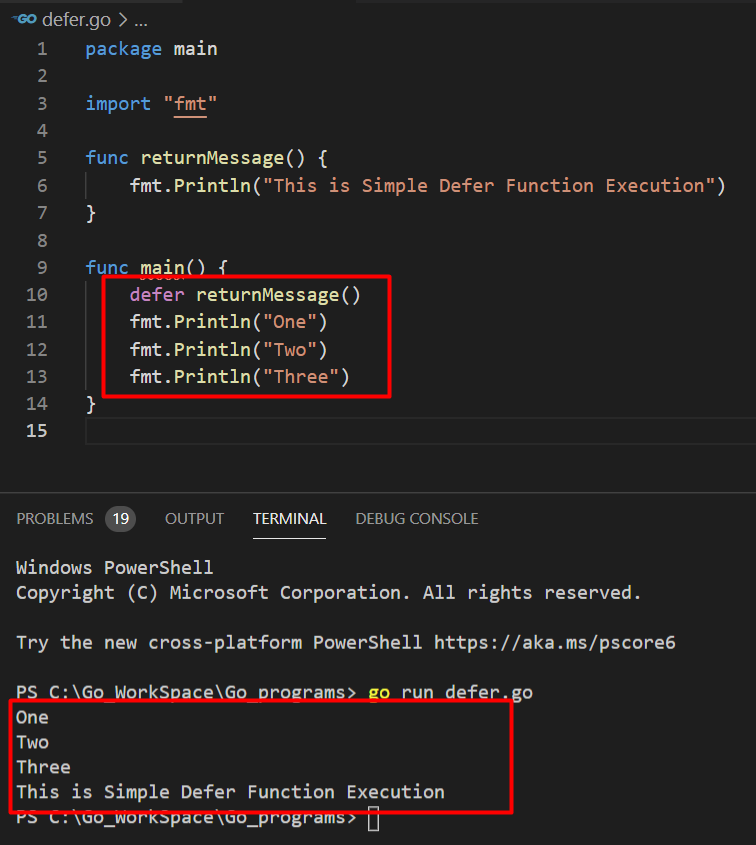 GO defer.go > ...
1 package main
2
3 import "fmt"
4
5 func returnMessage() {
6 fmt.Println("This is Simple Defer Function Execution")
7 }
8
9 func main() {
10 defer returnMessage()
11 fmt.Println("One")
12 fmt.Println("Two")
13 fmt.Println("Three")
14 }
15
PROBLEMS 19 OUTPUT TERMINAL DEBUG CONSOLE
Windows PowerShell
Copyright (C) Microsoft Corporation. All rights reserved.
Try the new cross-platform PowerShell https://aka.ms/pscore6
PS C:\Go_WorkSpace\Go_programs> go run defer.go
One
Two
Three
This is Simple Defer Function Execution
PS C:\Go_WorkSpace\Go_programs>